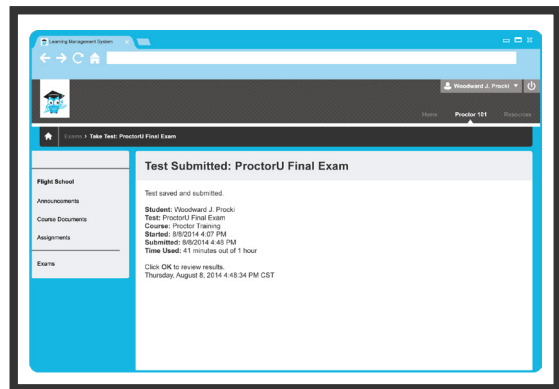 Learning Management System
Woodward J. Procki
Home Proctor 101 Resources
Exams > Take Test: ProctorU Final Exam
Test Submitted: ProctorU Final Exam
Flight School
Announcements
Course Documents
Assignments
Exams
Test saved and submitted.
Student: Woodward J. Procki
Test: ProctorU Final Exam
Course: Proctor Training
Started: 8/8/2014 4:07 PM
Submitted: 8/8/2014 4:48 PM
Time Used: 41 minutes out of 1 hour
Click OK to review results.
Thursday, August 8, 2014 4:48:34 PM CST